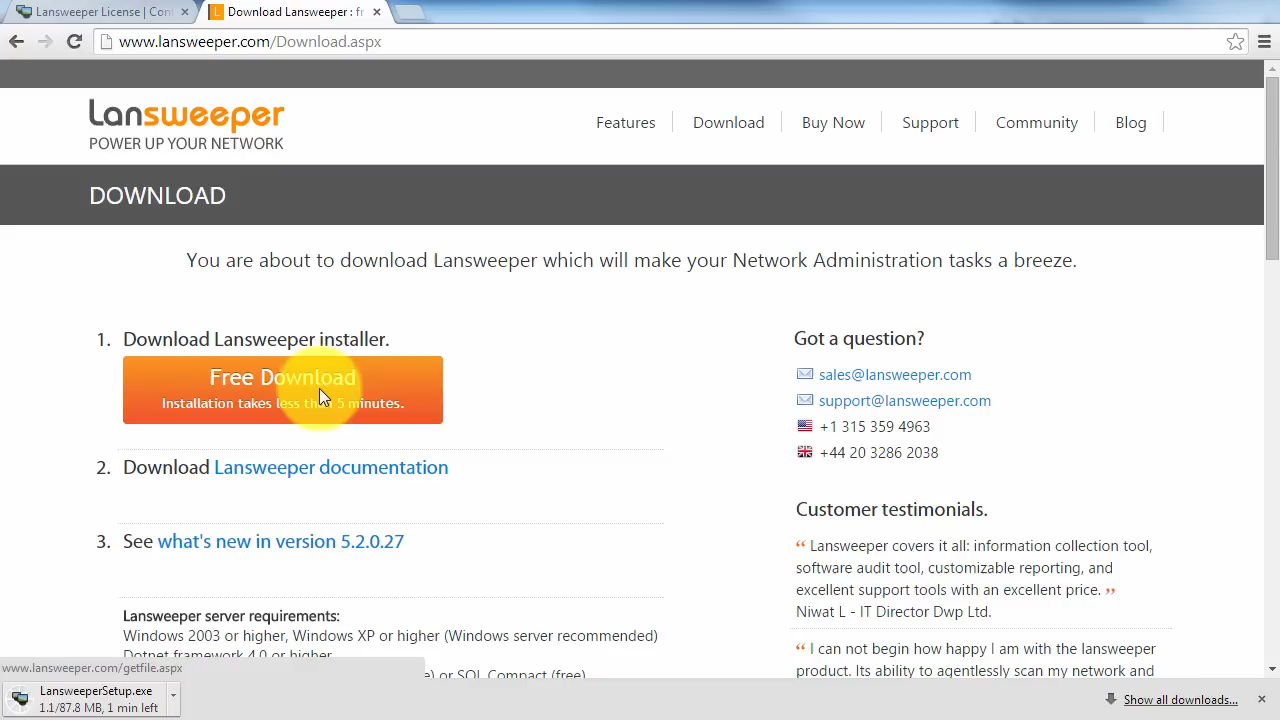 Lansweeper License | Con
Download Lansweeper : fr
www.lansweeper.com/Download.aspx
Lansweeper
POWER UP YOUR NETWORK
Features
Download
Buy Now
Support
Community
Blog
DOWNLOAD
You are about to download Lansweeper which will make your Network Administration tasks a breeze.
1. Download Lansweeper installer.
Free Download
Installation takes less than 5 minutes.
2. Download Lansweeper documentation
3. See what's new in version 5.2.0.27
Lansweeper server requirements:
Windows 2003 or higher, Windows XP or higher (Windows server recommended)
Dotnet framework 4.0 or higher
e) or SQL Compact (free)
Got a question?
sales@lansweeper.com
support@lansweeper.com
+1 315 359 4963
+44 20 3286 2038
Customer testimonials.
“ Lansweeper covers it all: information collection tool,
software audit tool, customizable reporting, and
excellent support tools with an excellent price. ”
Niwat L - IT Director Dwp Ltd.
“ I can not begin how happy I am with the lansweeper
product. Its ability to agentlessly scan my network and
www.lansweeper.com/getfile.aspx
LansweeperSetup.exe
1.1/87.8 MB, 1 min left
Show all downloads...